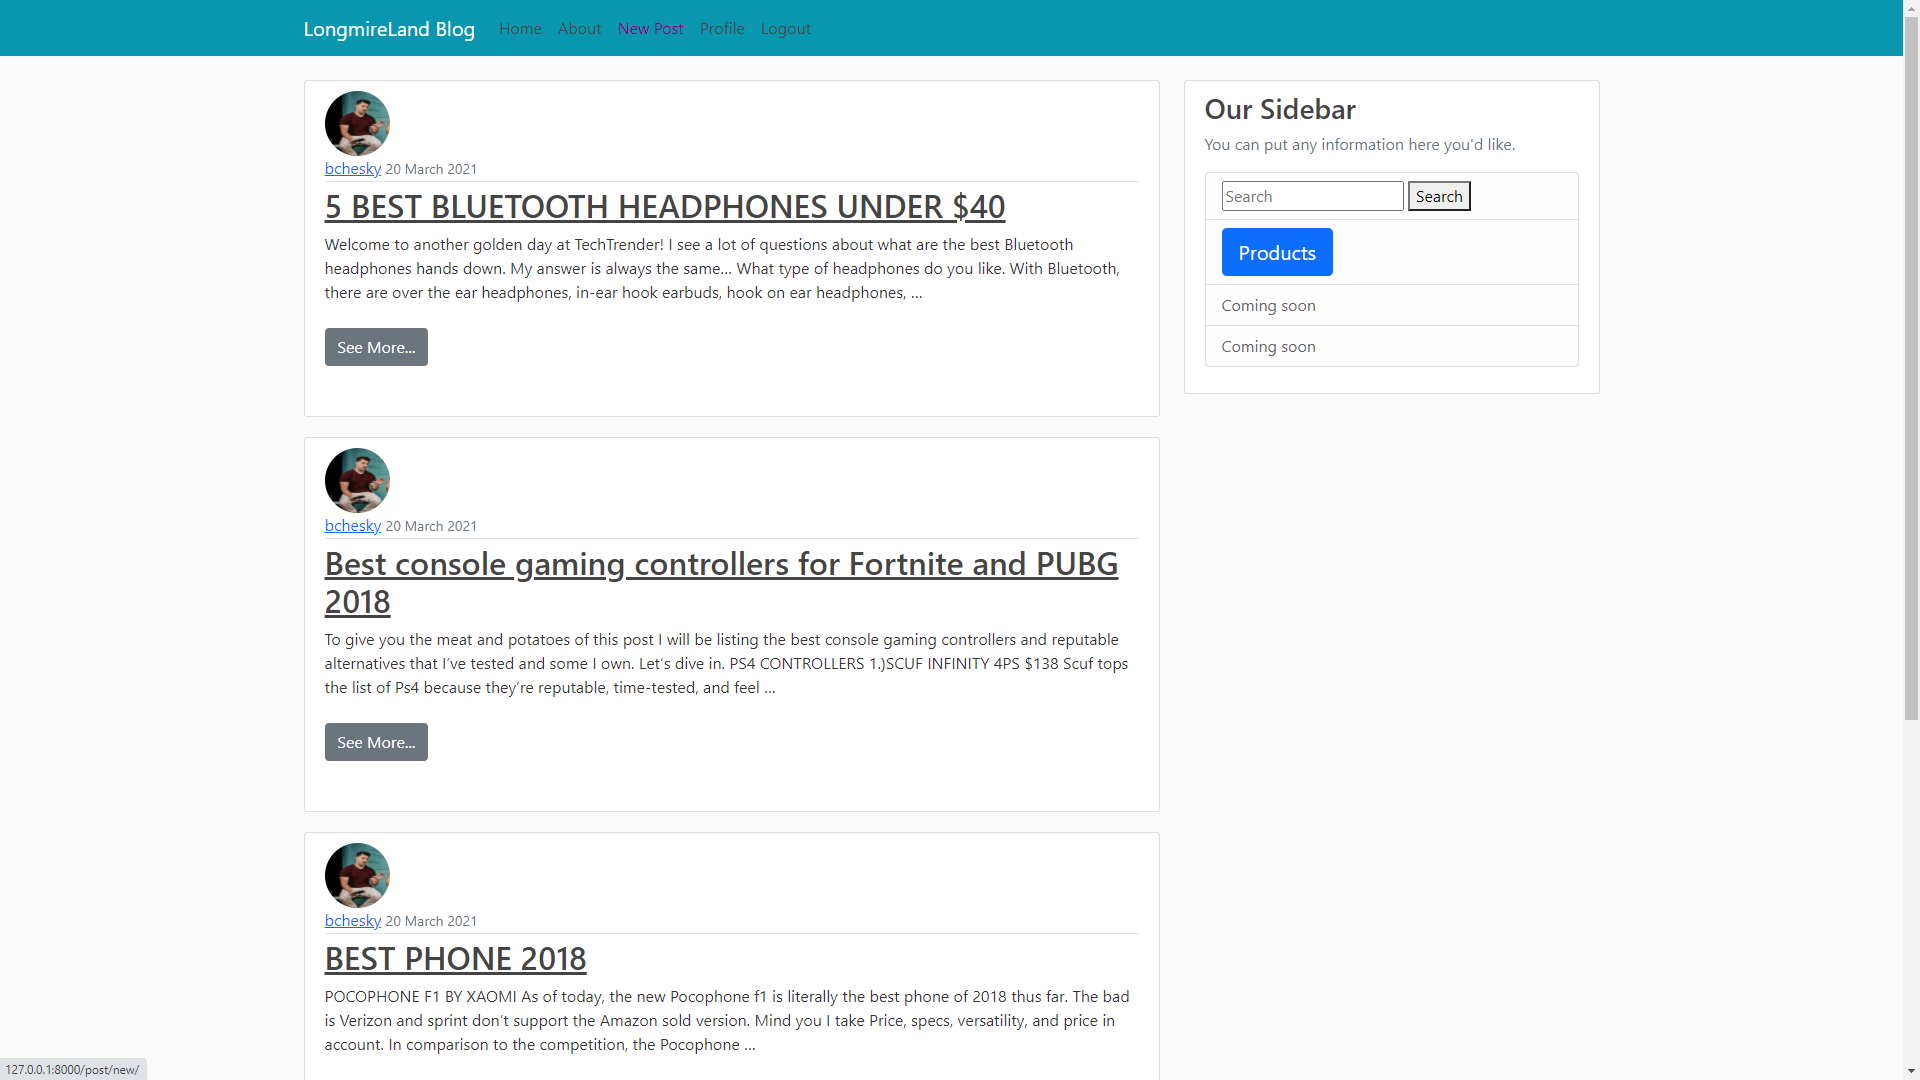 LongmireLand Blog Home About New Post Profile Logout
bchesky 20 March 2021
5 BEST BLUETOOTH HEADPHONES UNDER $40
Welcome to another golden day at TechTrender! I see a lot of questions about what are the best Bluetooth
headphones hands down. My answer is always the same... What type of headphones do you like. With Bluetooth,
there are over the ear headphones, in-ear hook earbuds, hook on ear headphones, …
See More...
bchesky 20 March 2021
Best console gaming controllers for Fortnite and PUBG
2018
To give you the meat and potatoes of this post I will be listing the best console gaming controllers and reputable
alternatives that I’ve tested and some I own. Let’s dive in. PS4 CONTROLLERS 1.)SCUF INFINITY 4PS $138 Scuf tops
the list of Ps4 because they’re reputable, time-tested, and feel …
See More...
bchesky 20 March 2021
BEST PHONE 2018
POCOPHONE F1 BY XAOMI As of today, the new Pocophone f1 is literally the best phone of 2018 thus far. The bad
is Verizon and sprint don’t support the Amazon sold version. Mind you I take Price, specs, versatility, and price in
account. In comparison to the competition, the Pocophone …
Our Sidebar
You can put any information here you'd like.
Search Search
Products
Coming soon
Coming soon
127.0.0.1:8000/post/new/